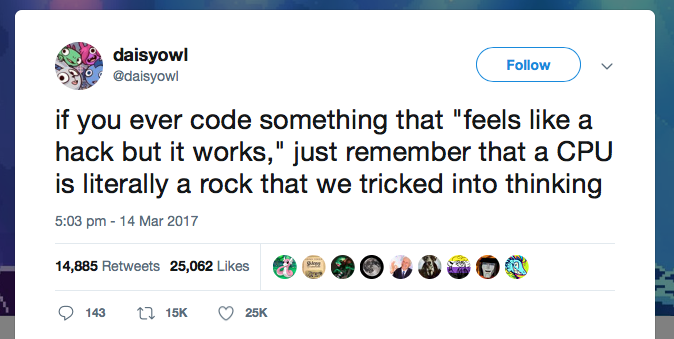 daisyowl
@daisyowl
Follow
if you ever code something that "feels like a
hack but it works," just remember that a CPU
is literally a rock that we tricked into thinking
5:03 pm - 14 Mar 2017
14,885 Retweets 25,062 Likes
143 15K 25K